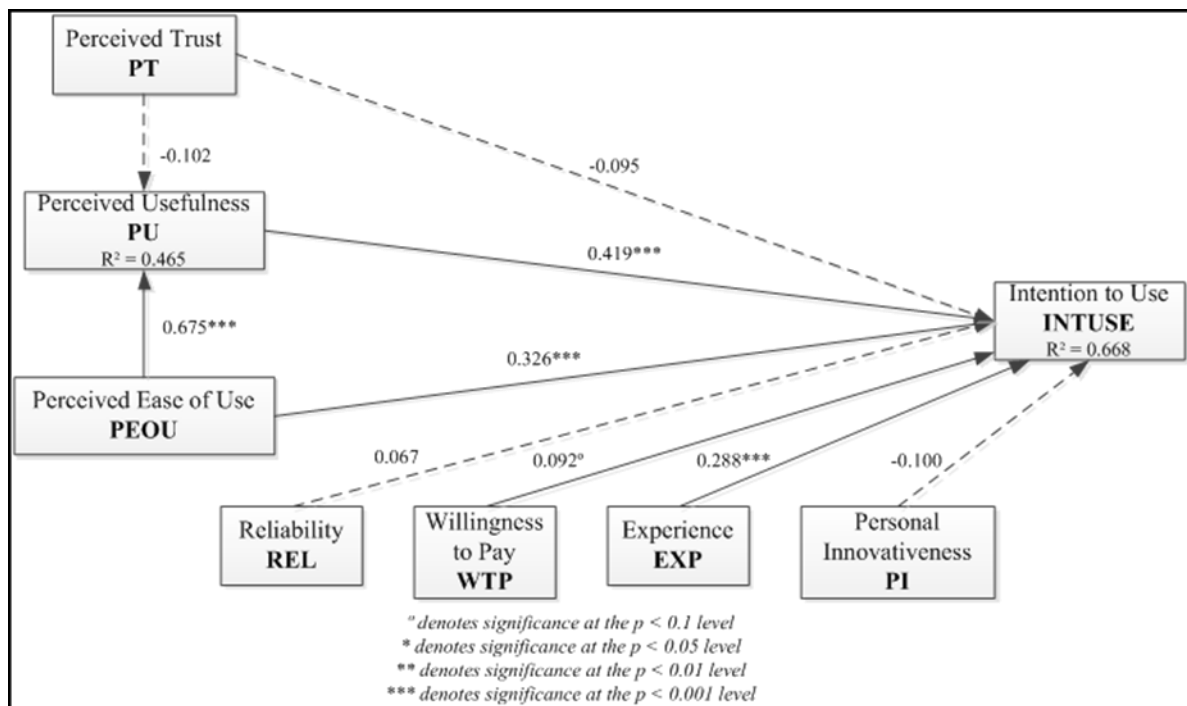 Perceived Trust
PT
-0.102
-0.095
Perceived Usefulness
PU
R² = 0.465
0.419***
0.675***
Intention to Use
INTUSE
R² = 0.668
0.326***
Perceived Ease of Use
PEOU
0.067
0.092º
0.288***
-0.100
Reliability
REL
Willingness
to Pay
WTP
Experience
EXP
Personal
Innovativeness
PI
º denotes significance at the p < 0.1 level
* denotes significance at the p < 0.05 level
** denotes significance at the p < 0.01 level
*** denotes significance at the p < 0.001 level